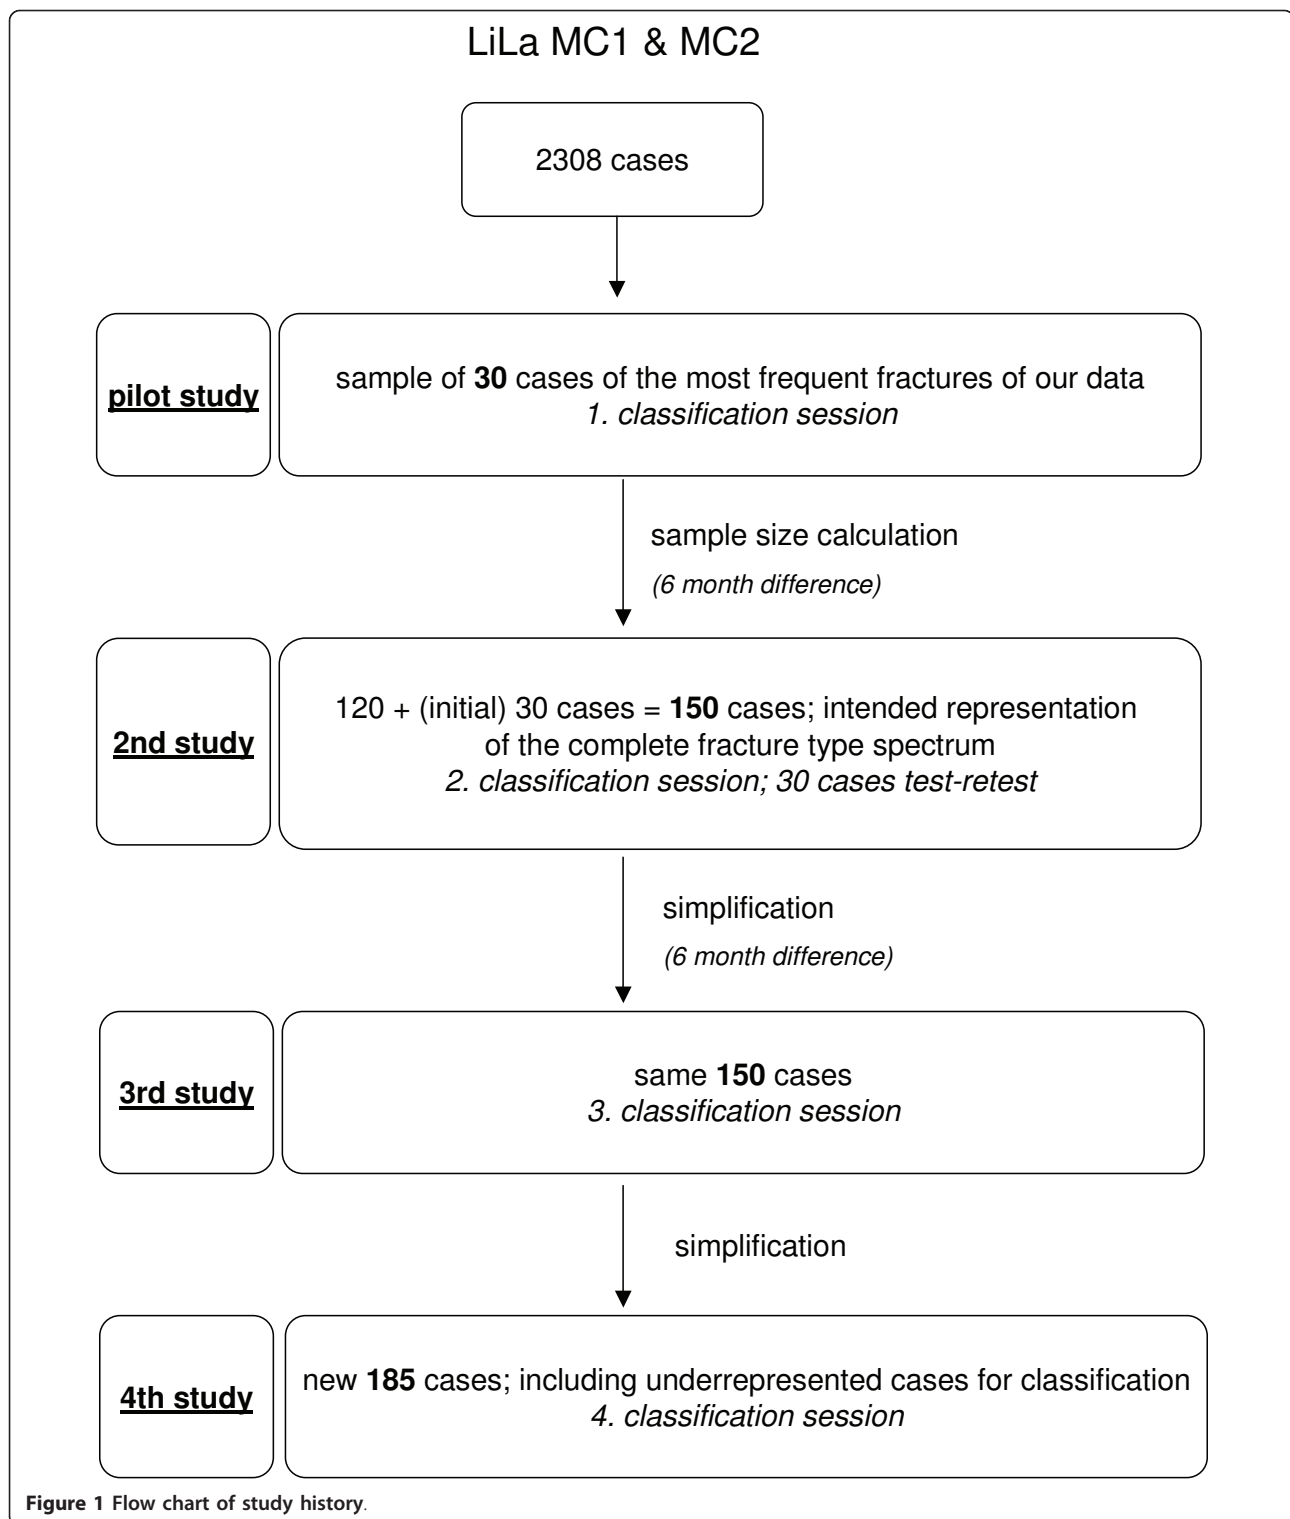 LiLa MC1 & MC2
2308 cases
pilot study
sample of 30 cases of the most frequent fractures of our data
1. classification session
sample size calculation
(6 month difference)
2nd study
120 + (initial) 30 cases = 150 cases; intended representation
of the complete fracture type spectrum
2. classification session; 30 cases test-retest
simplification
(6 month difference)
3rd study
same 150 cases
3. classification session
simplification
4th study
new 185 cases; including underrepresented cases for classification
4. classification session
Figure 1 Flow chart of study history.